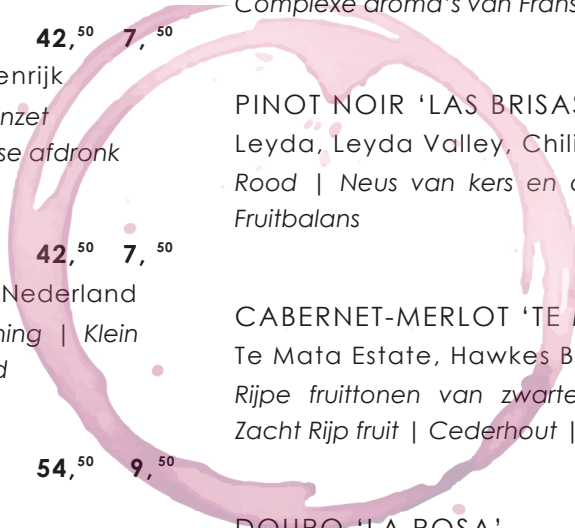 42,50 7,50
enrijk
nzet
se afdronk
42,50 7,50
Nederland
ning | Klein
d
54,50 9,50
Complexe aroma's van Frans
PINOT NOIR 'LAS BRISAS
Leyda, Leyda Valley, Chili
Rood | Neus van kers en
Fruitbalans
CABERNET-MERLOT 'TE
Te Mata Estate, Hawkes B
Rijpe fruittonen van zwarte
Zacht Rijp fruit | Cederhout |
DOURO 'LA ROSA'